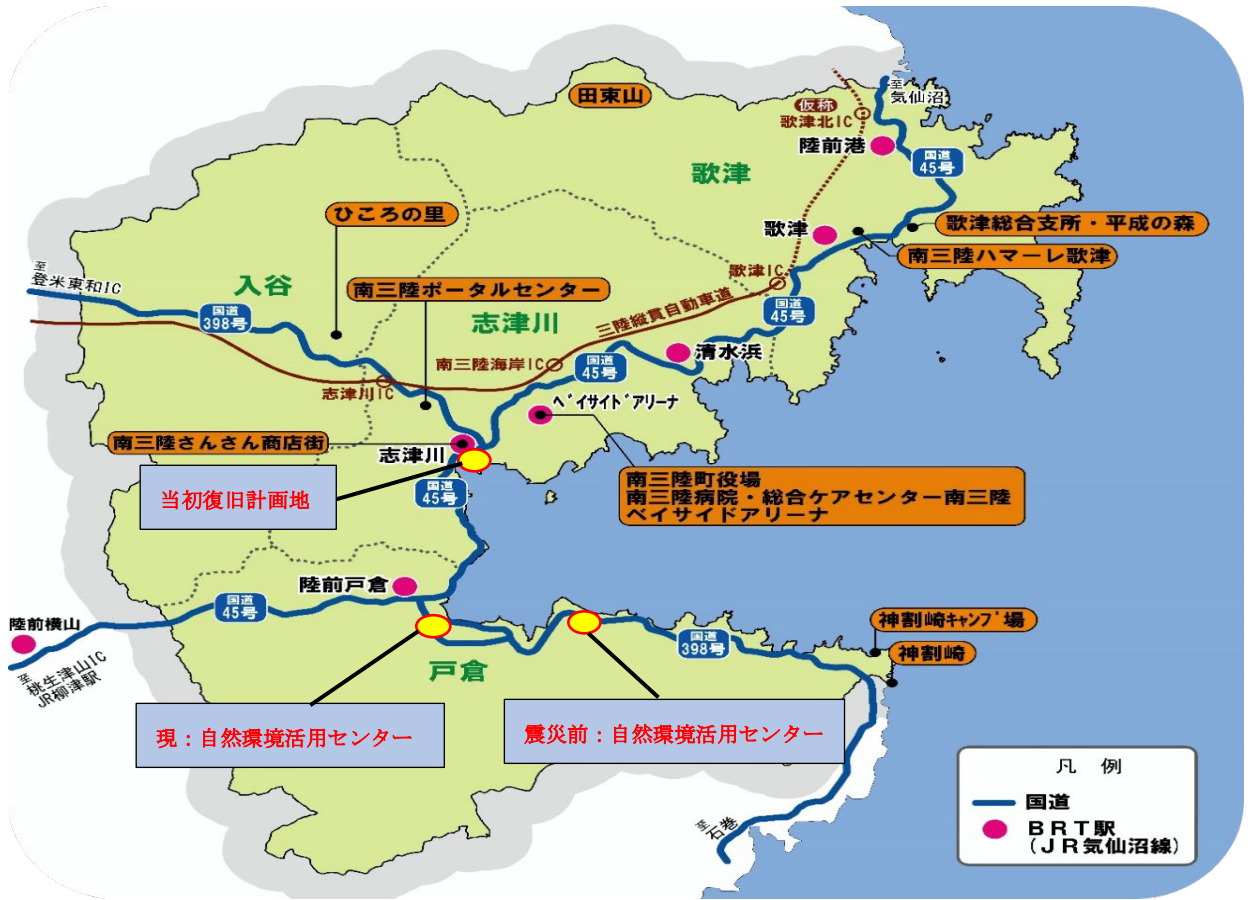 至
気仙沼
田束山
仮称
歌津北IC
陸前港
国道
45号
歌津
ひころの里
歌津
歌津総合支所・平成の森
南三陸ハマーレ歌津
至
登米東和IC
入谷
南三陸ポータルセンター
歌津IC
国道
398号
志津川
三陸縦貫自動車道
国道
45号
清水浜
南三陸海岸IC
国道
45号
志津川IC
ベイサイドアリーナ
南三陸さんさん商店街
志津川
当初復旧計画地
国道
45号
南三陸町役場
南三陸病院・総合ケアセンター南三陸
ベイサイドアリーナ
陸前戸倉
国道
45号
陸前横山
神割崎キャンプ場
国道
398号
神割崎
戸倉
至
桃生津山IC
JR柳津駅
現：自然環境活用センター
震災前：自然環境活用センター
凡 例
国道
BRT駅
(JR気仙沼線)
至
石巻